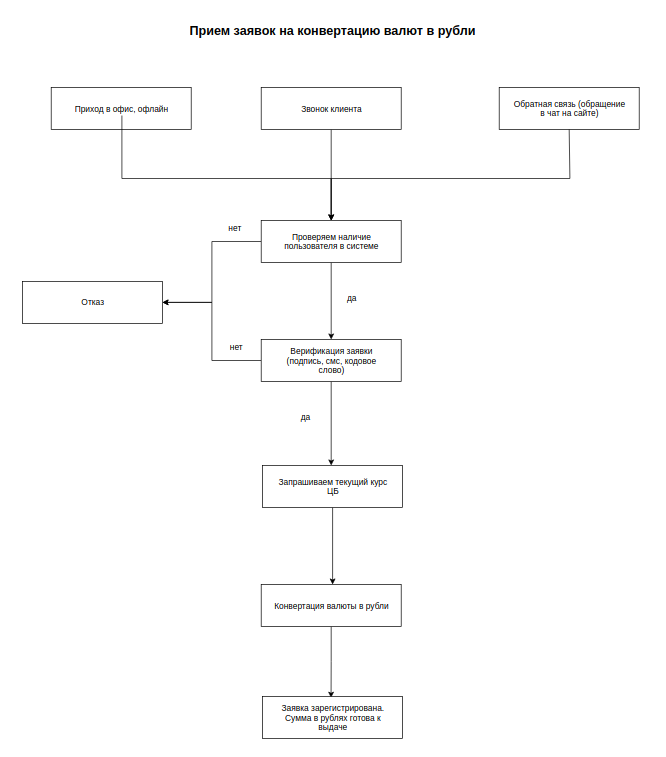 Прием заявок на конвертацию валют в рубли
Приход в офис, офлайн
Звонок клиента
Обратная связь (обращение
в чат на сайте)
нет
Проверяем наличие
пользователя в системе
Отказ
да
нет
Верификация заявки
(подпись, смс, кодовое
слово)
да
Запрашиваем текущий курс
ЦБ
Конвертация валюты в рубли
Заявка зарегистрирована.
Сумма в рублях готова к
выдаче